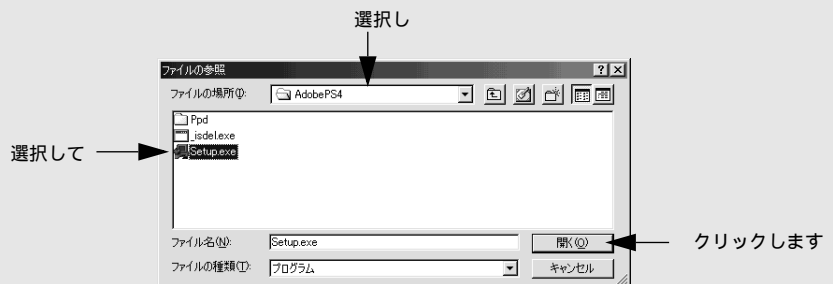 選択し
ファイルの参照
ファイルの場所(I): AdobePS4
Ppd
_isdel.exe
選択して
Setup.exe
ファイル名(N): Setup.exe 開く(O)
クリックします
ファイルの種類(T): プログラム キャンセル